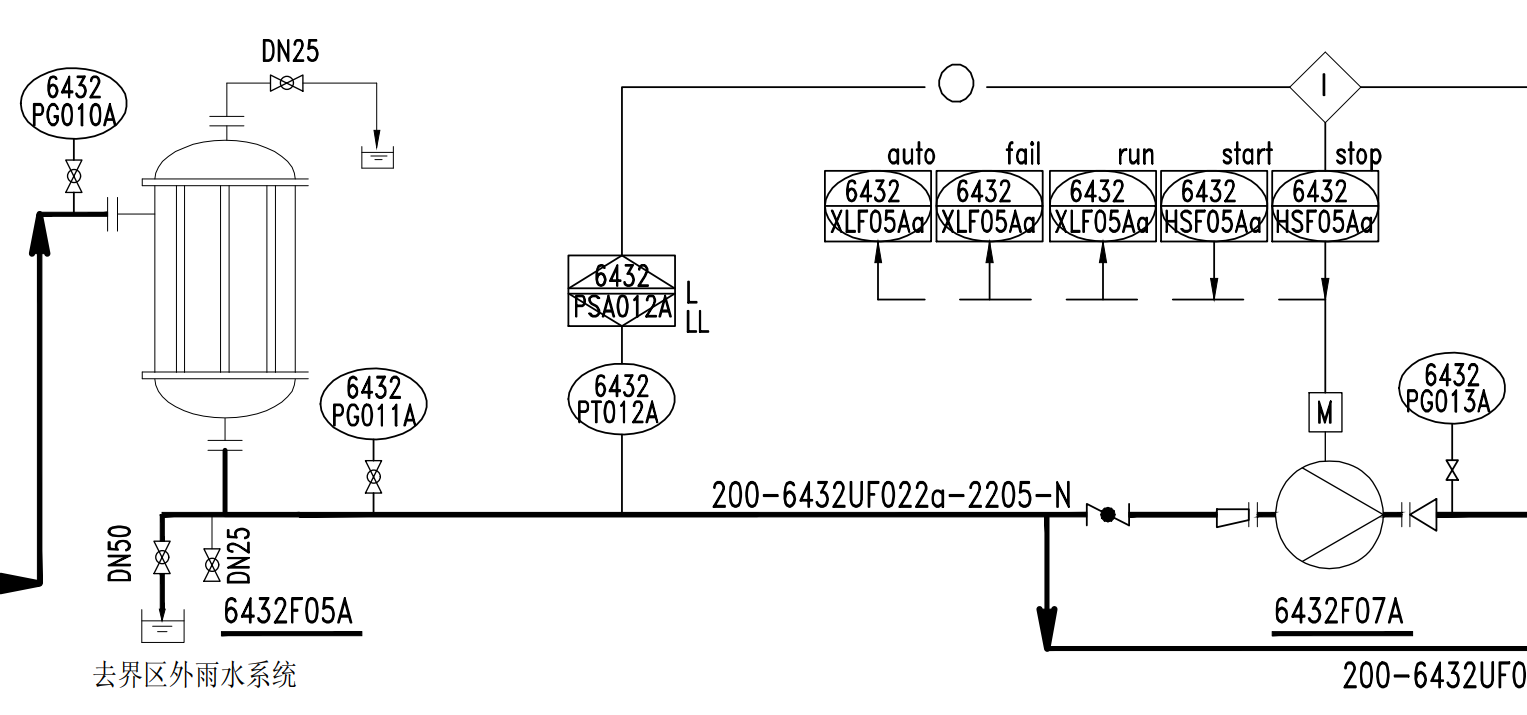 DN25
6432
PG010A
I
auto
fail
run
start
stop
6432
XLF05Aa
6432
XLF05Aa
6432
XLF05Aa
6432
HSF05Aa
6432
HSF05Aa
6432
PSA012A
L
LL
6432
PG011A
6432
PT012A
6432
PG013A
M
200-6432UF022a-2205-N
DN50
DN25
6432F05A
6432F07A
去界区外雨水系统
200-6432UF0